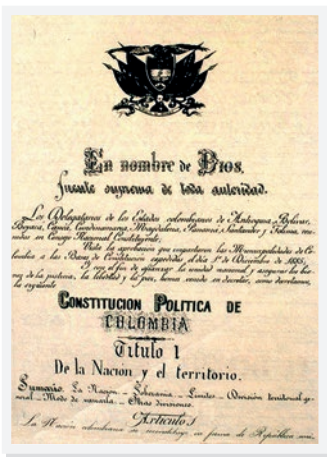 En nombre de Dios,
fuente suprema de toda autoridad.
Los Delegatarios de los Estados colombianos de Antioquia, Bolívar,
Boyacá, Cauca, Cundinamarca, Magdalena, Panamá, Santander y Tolima, reu-
nidos en Consejo Nacional Constituyente;
Vista la aprobación que impartieron las Municipalidades de Co-
lombia a las Bases de Constitución expedidas el día 1º de Diciembre de 1885;
Y con el fin de afianzar la unidad nacional y asegurar los bie-
nes de la justicia, la libertad y la paz, hemos venido en decretar, como decretamos,
la siguiente
CONSTITUCION POLITICA DE
COLOMBIA
Título 1
De la Nación y el territorio.
Sumario. La Nación - Soberanía - Límites - División territorial ge-
neral - Modo de variarla - Otras divisiones.
Artículo 1
La Nación colombiana se reconstituye en forma de República uni-